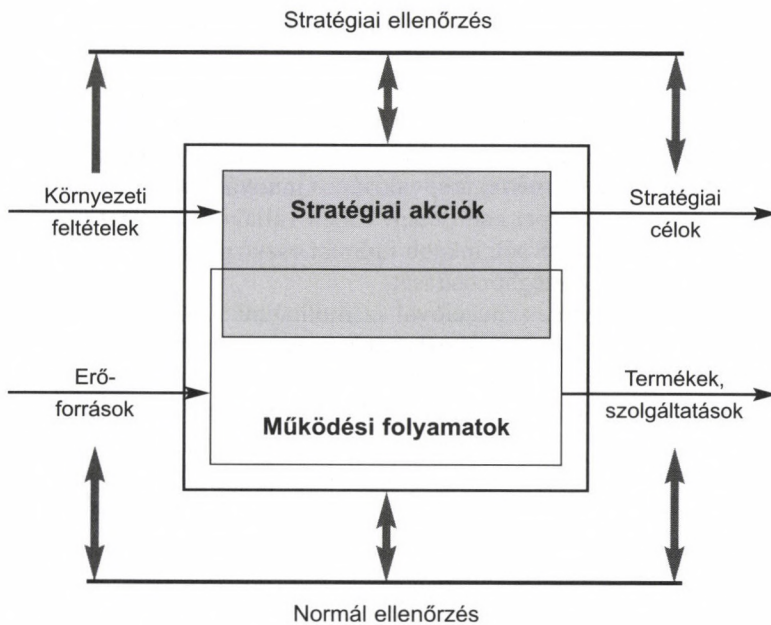 Stratégiai ellenőrzés
Környezeti
feltételek
Stratégiai akciók
Stratégiai
célok
Erő-
források
Működési folyamatok
Termékek,
szolgáltatások
Normál ellenőrzés